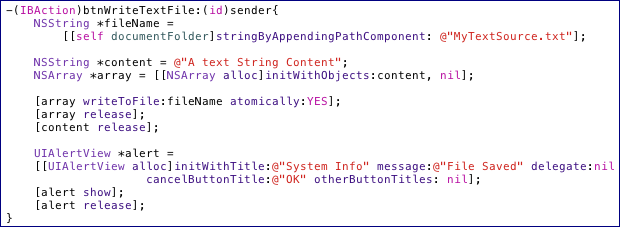 -(IBAction)btnWriteTextFile:(id)sender{
NSString *fileName =
[[self documentFolder]stringByAppendingPathComponent: @"MyTextSource.txt"];
NSString *content = @"A text String Content";
NSArray *array = [[NSArray alloc]initWithObjects:content, nil];
[array writeToFile:fileName atomically:YES];
[array release];
[content release];
UIAlertView *alert =
[[UIAlertView alloc]initWithTitle:@"System Info" message:@"File Saved" delegate:nil
cancelButtonTitle:@"OK" otherButtonTitles: nil];
[alert show];
[alert release];
}